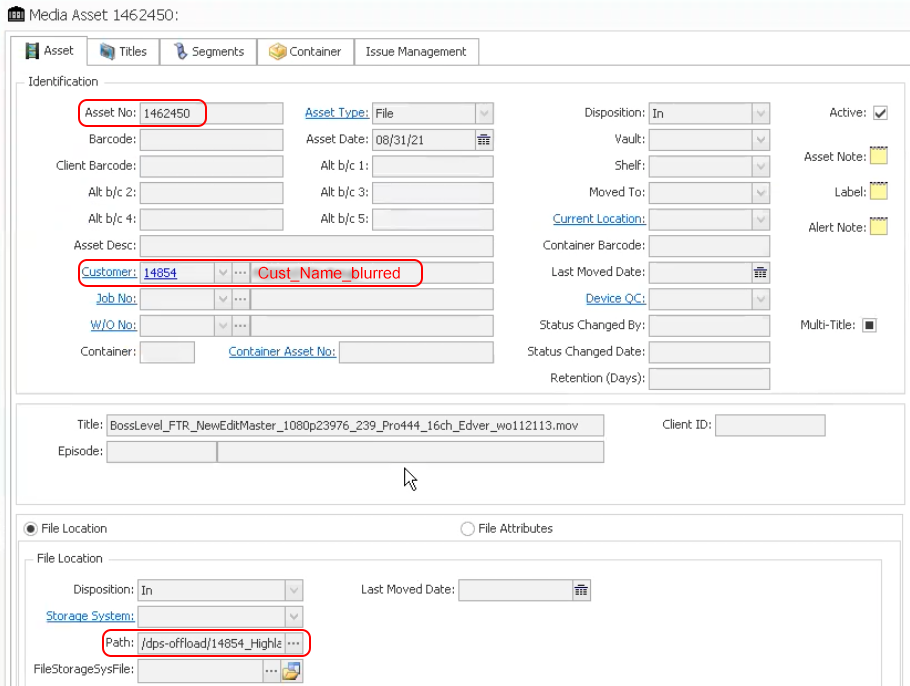 Media Asset 1462450:
Asset Titles Segments Container Issue Management
Identification
Asset No: 1462450 Asset Type: File Disposition: In Active:
Barcode: Asset Date: 08/31/21 Vault:
Asset Note:
Client Barcode: Alt b/c 1: Shelf:
Alt b/c 2: Alt b/c 3: Moved To: Label:
Alt b/c 4: Alt b/c 5: Current Location: Alert Note:
Asset Desc: Container Barcode:
Customer: 14854 ... Cust_Name_blurred Last Moved Date:
Job No: ... Device QC:
W/O No: ... Status Changed By: Multi-Title:
Container: Container Asset No: Status Changed Date:
Retention (Days):
Title: BossLevel_FTR_NewEditMaster_1080p23976_239_Pro444_16ch_Edver_wo112113.mov Client ID:
Episode:
File Location File Attributes
File Location
Disposition: In Last Moved Date:
Storage System:
Path: /dps-offload/14854_Highla ...
FileStorageSysFile: ...